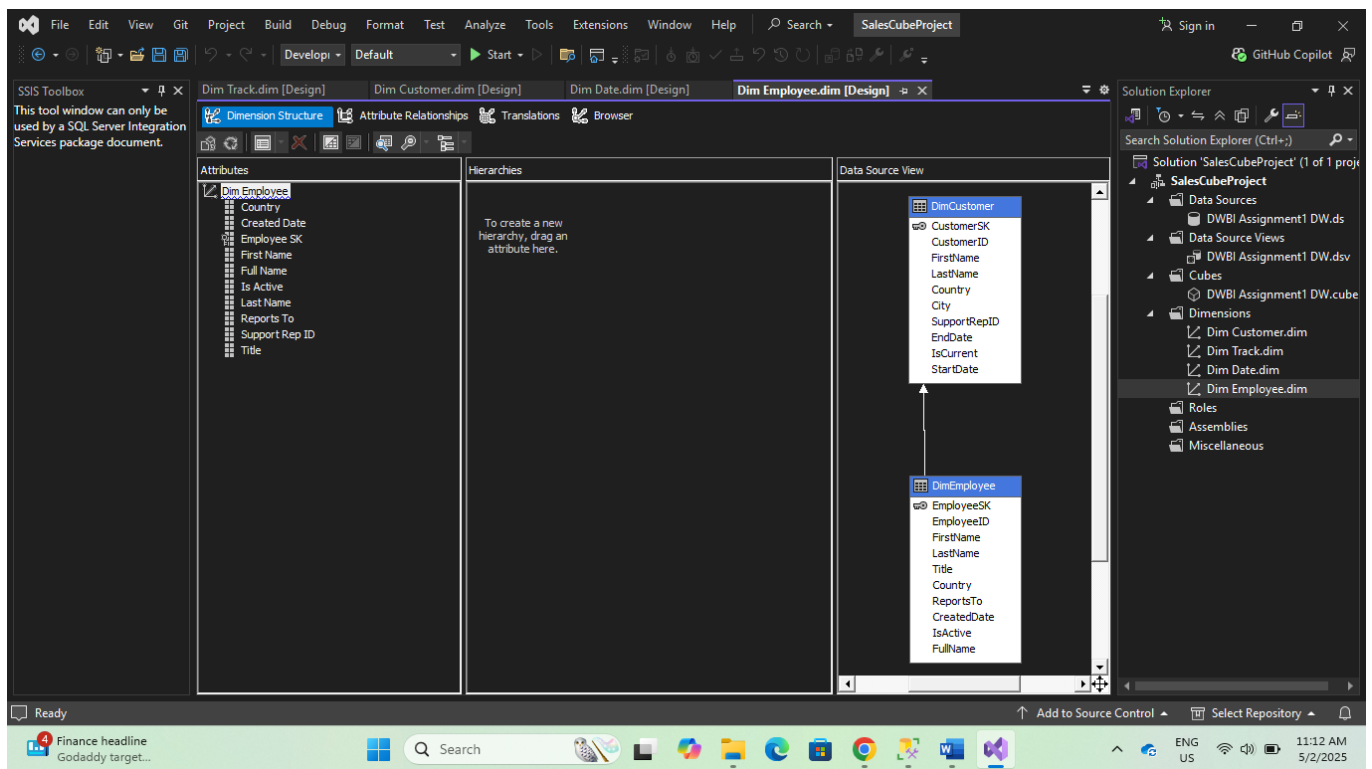 File Edit View Git Project Build Debug Format Test Analyze Tools Extensions Window Help Search SalesCubeProject Sign in
Developi Default Start GitHub Copilot
SSIS Toolbox
This tool window can only be
used by a SQL Server Integration
Services package document.
Dim Track.dim [Design] Dim Customer.dim [Design] Dim Date.dim [Design] Dim Employee.dim [Design]
Dimension Structure Attribute Relationships Translations Browser
Attributes
Dim Employee
Country
Created Date
Employee SK
First Name
Full Name
Is Active
Last Name
Reports To
Support Rep ID
Title
Hierarchies
To create a new
hierarchy, drag an
attribute here.
Data Source View
DimCustomer
CustomerSK
CustomerID
FirstName
LastName
Country
City
SupportRepID
EndDate
IsCurrent
StartDate
DimEmployee
EmployeeSK
EmployeeID
FirstName
LastName
Title
Country
ReportsTo
CreatedDate
IsActive
FullName
Solution Explorer
Search Solution Explorer (Ctrl+;)
Solution 'SalesCubeProject' (1 of 1 proje
SalesCubeProject
Data Sources
DWBI Assignment1 DW.ds
Data Source Views
DWBI Assignment1 DW.dsv
Cubes
DWBI Assignment1 DW.cube
Dimensions
Dim Customer.dim
Dim Track.dim
Dim Date.dim
Dim Employee.dim
Roles
Assemblies
Miscellaneous
Ready Add to Source Control Select Repository
4
Finance headline
Godaddy target...
Search
ENG
US
11:12 AM
5/2/2025